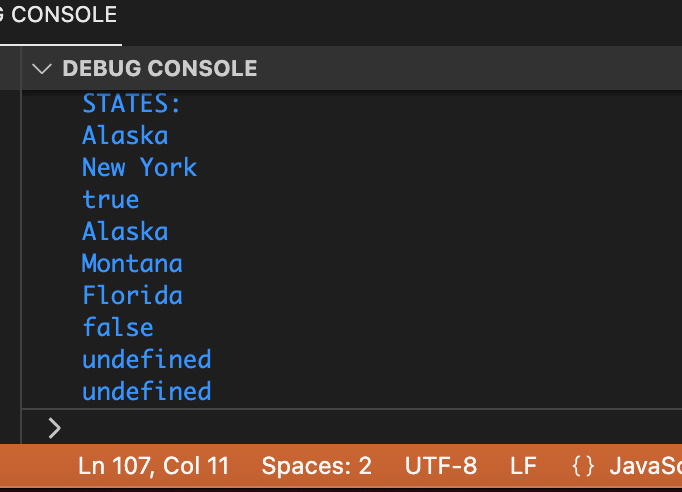 CONSOLE
DEBUG CONSOLE
STATES:
Alaska
New York
true
Alaska
Montana
Florida
false
undefined
undefined
>
Ln 107, Col 11 Spaces: 2 UTF-8 LF {}